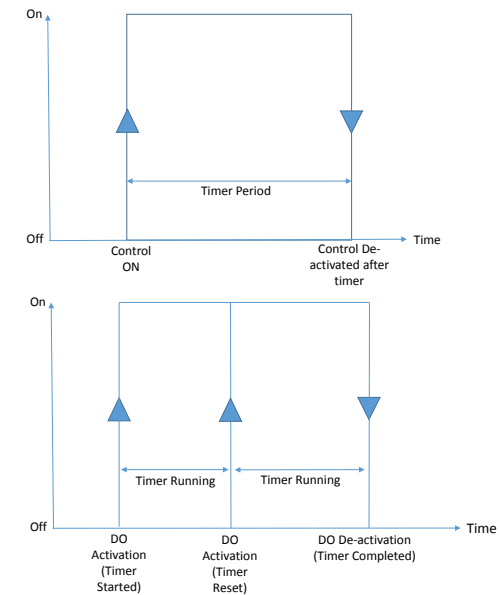 On
Timer Period
Off
Time
Control
ON
Control De-
activated after
timer
On
Timer Running
Timer Running
Off
Time
DO
Activation
(Timer
Started)
DO
Activation
(Timer
Reset)
DO De-activation
(Timer Completed)